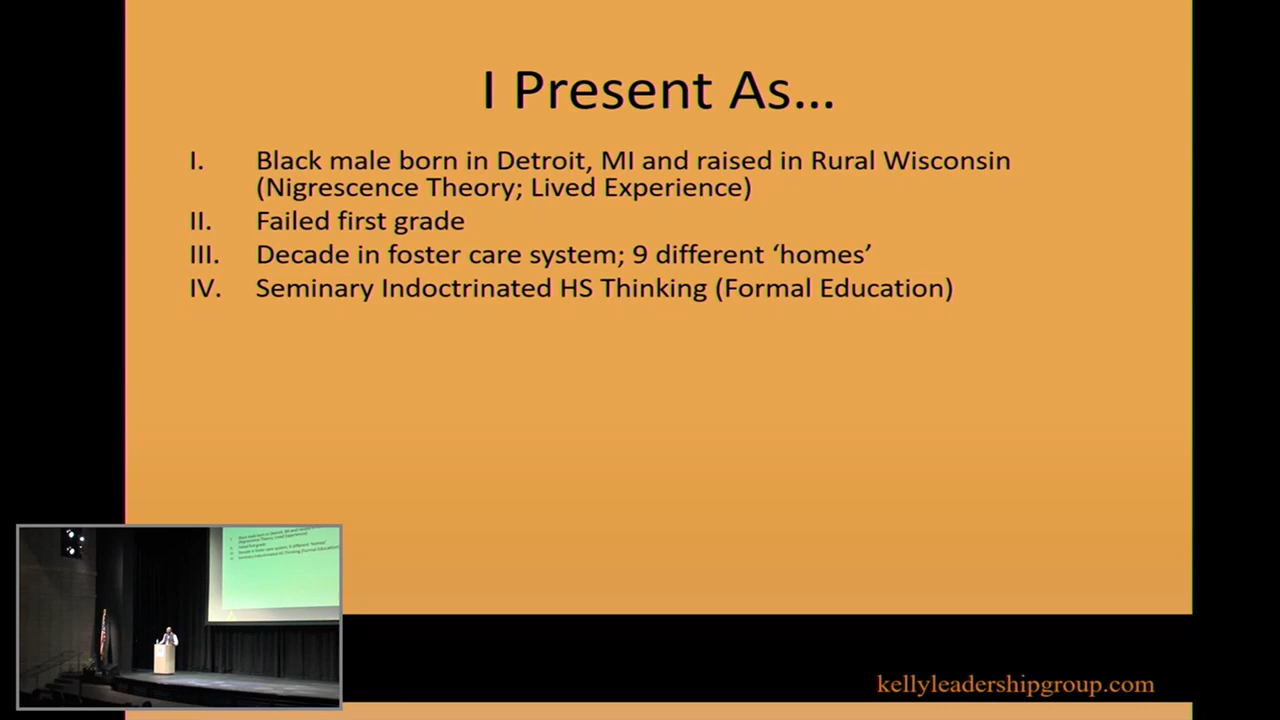 I Present As...
I. Black male born in Detroit, MI and raised in Rural Wisconsin
(Nigrescence Theory; Lived Experience)
II. Failed first grade
III. Decade in foster care system; 9 different ‘homes’
IV. Seminary Indoctrinated HS Thinking (Formal Education)
kellyleadershipgroup.com